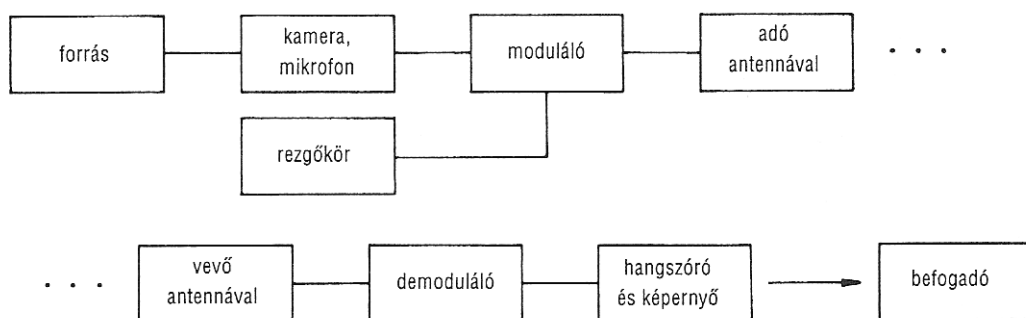 forrás
kamera,
mikrofon
moduláló
adó
antennával
. . . .
rezgőkör
. . . .
vevő
antennával
demoduláló
hangszóró
és képernyő
befogadó